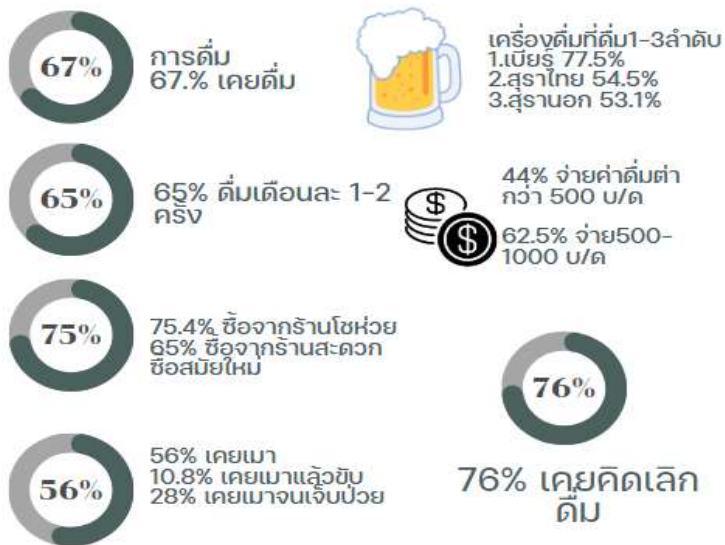 67%
การดื่ม
67.% เคยดื่ม
เครื่องดื่มที่ดื่ม1-3ลำดับ
1.เบียร์ 77.5%
2.สุราไทย 54.5%
3.สุรานอก 53.1%
65%
65% ดื่มเดือนละ 1-2
ครั้ง
$
$
44% จ่ายค่าดื่มต่ำ
กว่า 500 บ/ด
62.5% จ่าย500-
1000 บ/ด
75%
75.4% ซื้อจากร้านโชห่วย
65% ซื้อจากร้านสะดวก
ซื้อสมัยใหม่
76%
76% เคยคิดเลิก
ดื่ม
56%
56% เคยเมา
10.8% เคยเมาแล้วขับ
28% เคยเมาจนเจ็บป่วย